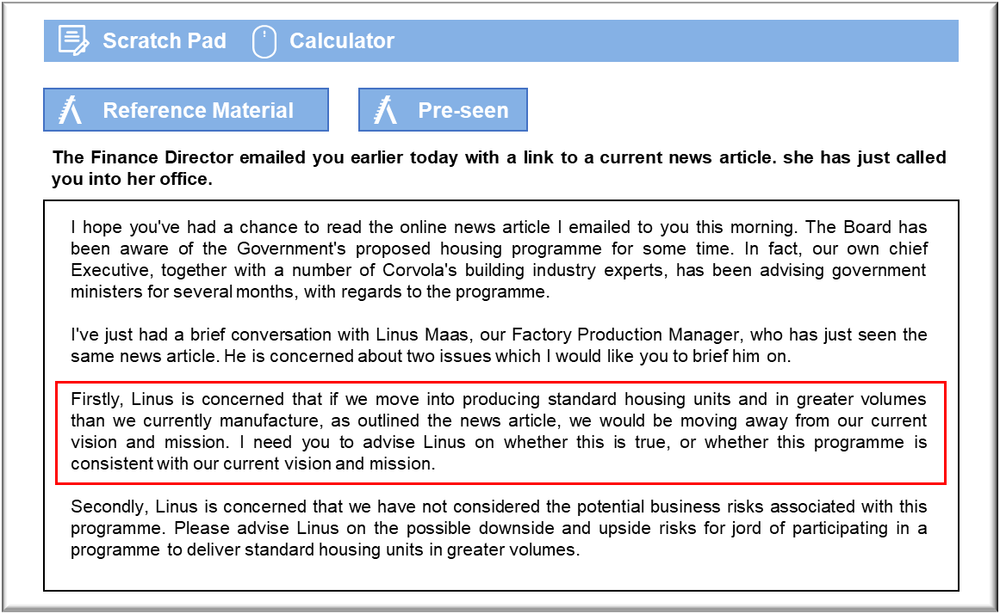 Scratch Pad Calculator
Reference Material Pre-seen
The Finance Director emailed you earlier today with a link to a current news article. she has just called
you into her office.
I hope you've had a chance to read the online news article I emailed to you this morning. The Board has
been aware of the Government's proposed housing programme for some time. In fact, our own chief
Executive, together with a number of Corvola's building industry experts, has been advising government
ministers for several months, with regards to the programme.
I've just had a brief conversation with Linus Maas, our Factory Production Manager, who has just seen the
same news article. He is concerned about two issues which I would like you to brief him on.
Firstly, Linus is concerned that if we move into producing standard housing units and in greater volumes
than we currently manufacture, as outlined the news article, we would be moving away from our current
vision and mission. I need you to advise Linus on whether this is true, or whether this programme is
consistent with our current vision and mission.
Secondly, Linus is concerned that we have not considered the potential business risks associated with this
programme. Please advise Linus on the possible downside and upside risks for jord of participating in a
programme to deliver standard housing units in greater volumes.